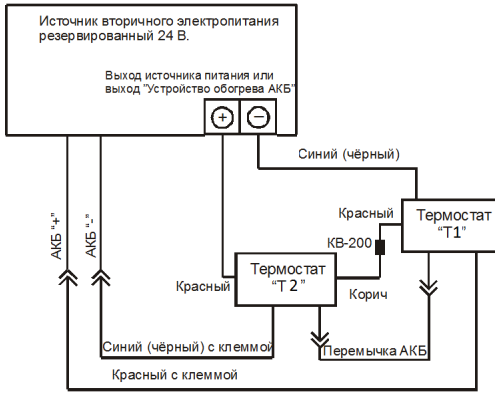 Источник вторичного электропитания
резервированный 24 В.
Выход источника питания или
выход "Устройство обогрева АКБ"
+
−
Синий (чёрный)
АКБ "+"
АКБ "-"
Красный
Термостат
"Т1"
КВ-200
Термостат
"Т2"
Красный
Корич
Синий (чёрный) с клеммой
Перемычка АКБ
Красный с клеммой